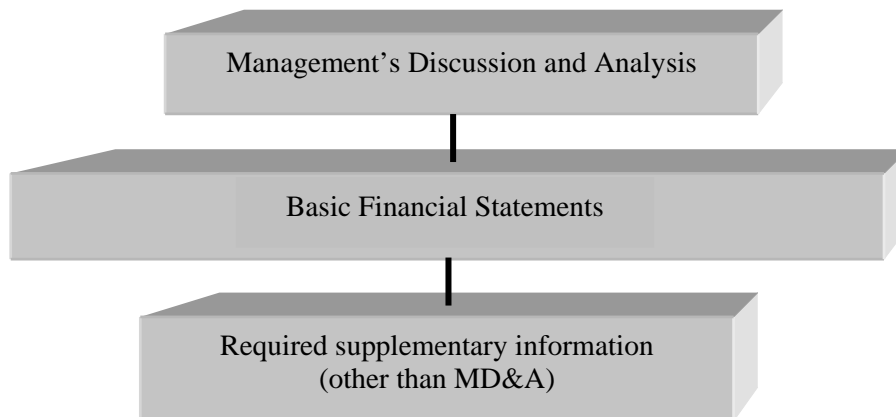 Management’s Discussion and Analysis
Basic Financial Statements
Required supplementary information
(other than MD&A)